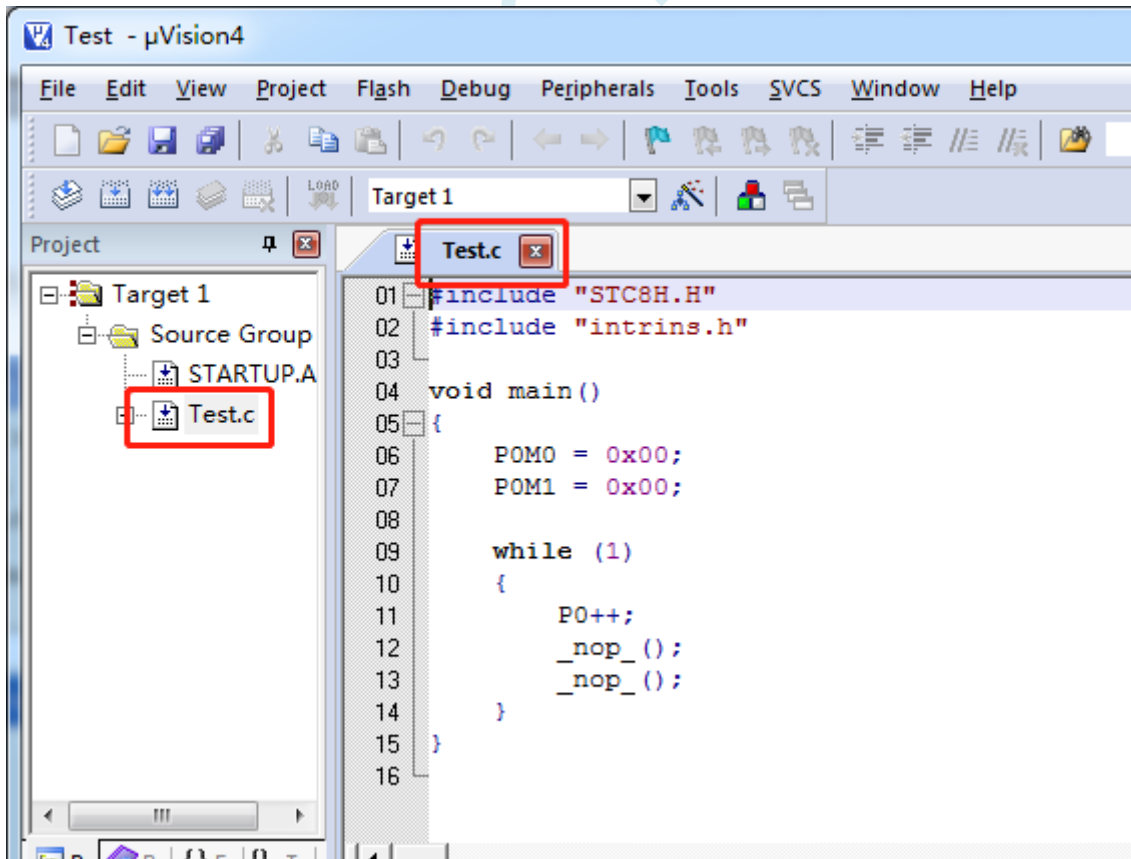 Test - µVision4
File Edit View Project Flash Debug Peripherals Tools SVCS Window Help
LOAD
Target 1
Project
Test.c
Target 1
Source Group
STARTUP.A
Test.c
01 #include "STC8H.H"
02 #include "intrins.h"
03
04 void main()
05 {
06 P0M0 = 0x00;
07 P0M1 = 0x00;
08
09 while (1)
10 {
11 P0++;
12 _nop_();
13 _nop_();
14 }
15 }
16